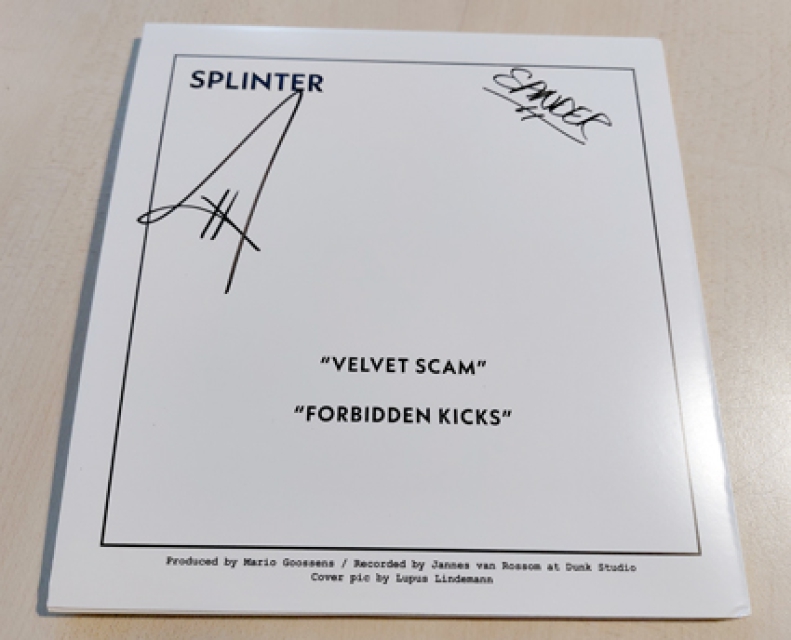 SPLINTER
SANDER
"VELVET SCAM"
"FORBIDDEN KICKS"
Produced by Mario Goossens / Recorded by Jannes van Rossom at Dunk Studio
Cover pic by Lupus Lindemann